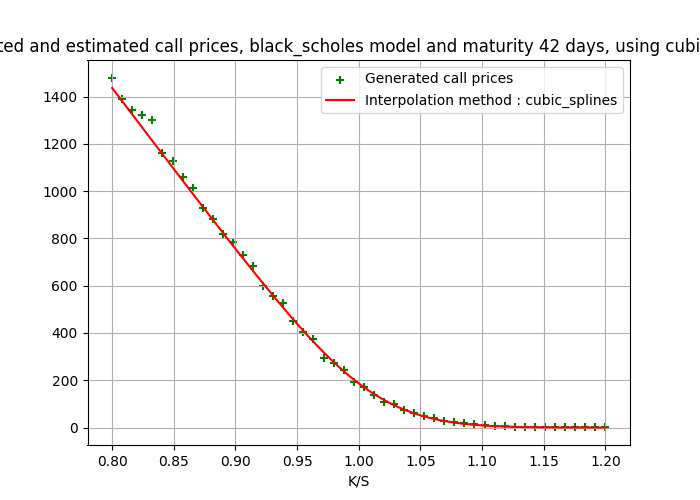 ted and estimated call prices, black_scholes model and maturity 42 days, using cubi
Generated call prices
Interpolation method : cubic_splines
1400
1200
1000
800
600
400
200
0
0.80 0.85 0.90 0.95 1.00 1.05 1.10 1.15 1.20
K/S